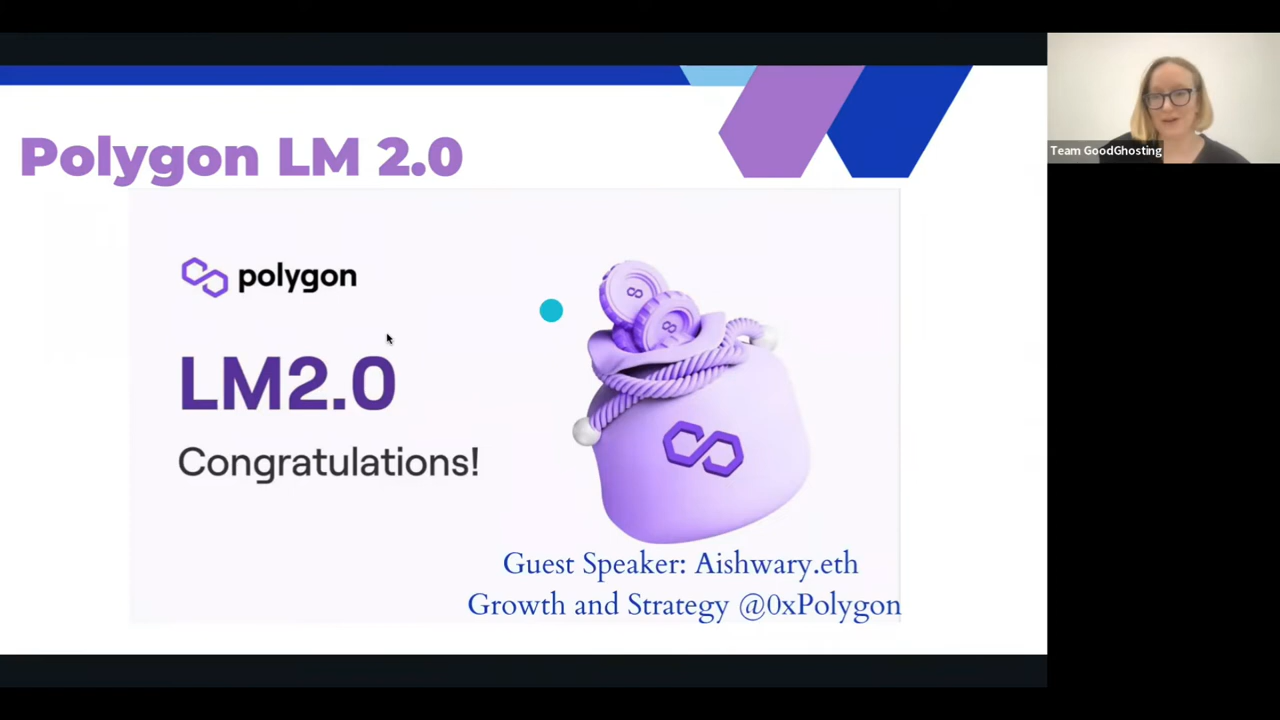 Polygon LM 2.0
polygon
LM2.0
Congratulations!
Guest Speaker: Aishwary.eth
Growth and Strategy @0xPolygon
Team GoodGhosting